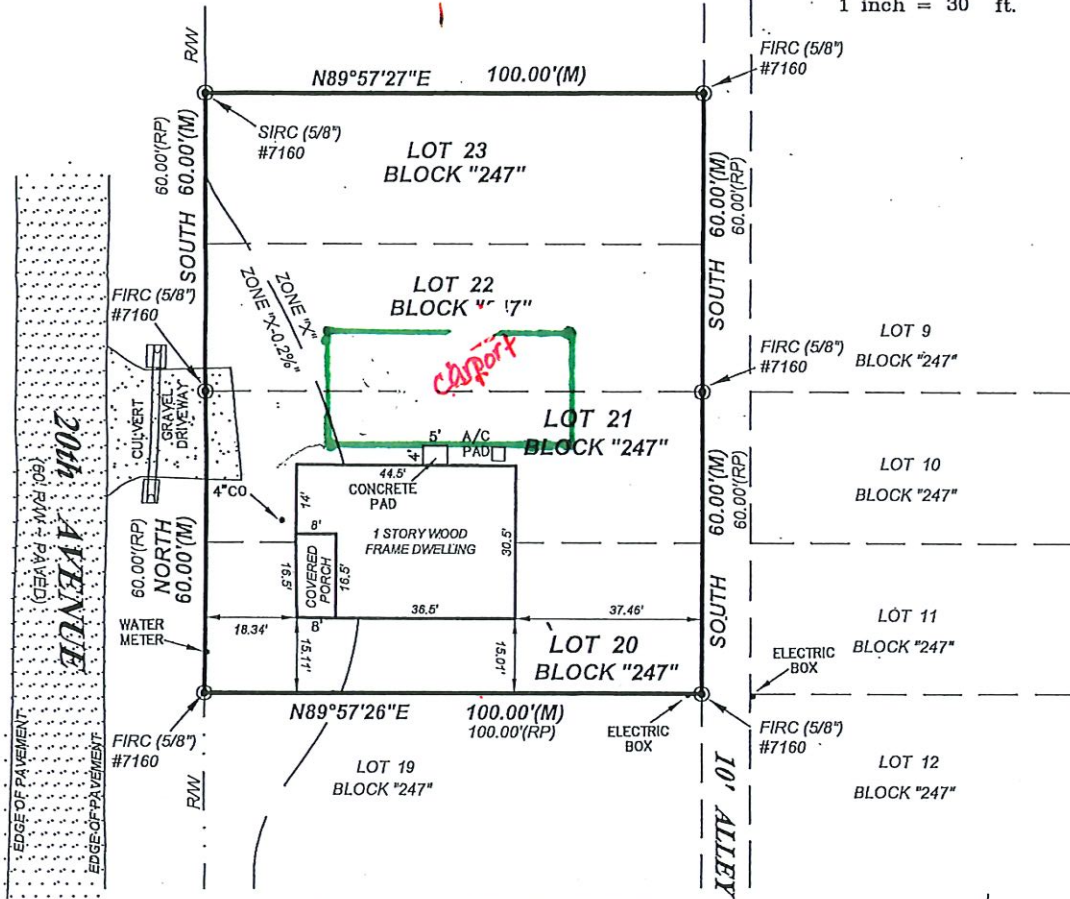 1 inch = 30 ft.
R/W
N89°57'27"E 100.00'(M)
FIRC (5/8")
#7160
SIRC (5/8")
#7160
60.00'(RP)
SOUTH 60.00'(M)
LOT 23
BLOCK "247"
SOUTH 60.00'(M)
60.00'(RP)
FIRC (5/8")
#7160
ZONE "X"
ZONE "X-0.2%"
LOT 22
BLOCK
carport
LOT 9
BLOCK "247"
FIRC (5/8")
#7160
CULVERT
GRAVEL
DRIVEWAY
LOT 21
BLOCK "247"
5'
4'
A/C
PAD
44.5'
CONCRETE
PAD
LOT 10
BLOCK "247"
20th AVENUE
(60' R/W ~ PAVED)
4"CO
14'
1 STORY WOOD
FRAME DWELLING
30.5'
SOUTH 60.00'(M)
60.00'(RP)
60.00'(RP)
NORTH
60.00'(M)
8'
16.5'
COVERED
PORCH
16.5'
WATER
METER
18.34'
8'
36.5'
37.46'
15.11'
15.01'
LOT 20
BLOCK "247"
LOT 11
BLOCK "247"
ELECTRIC
BOX
N89°57'26"E 100.00'(M)
100.00'(RP)
ELECTRIC
BOX
FIRC (5/8")
#7160
FIRC (5/8")
#7160
EDGE OF PAVEMENT
EDGE OF PAVEMENT
R/W
LOT 19
BLOCK "247"
10' ALLEY
LOT 12
BLOCK "247"